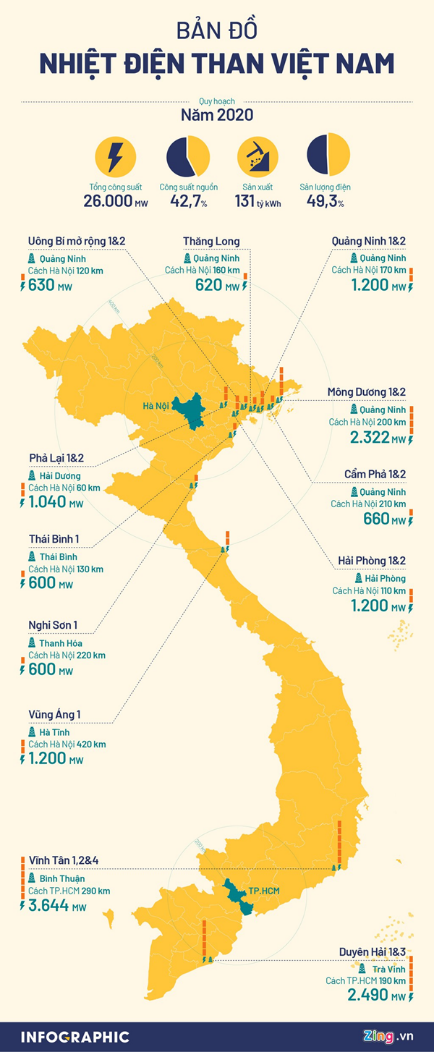 BẢN ĐỒ
NHIỆT ĐIỆN THAN VIỆT NAM
Quy hoạch
Năm 2020
Tổng công suất
26.000 MW
Công suất nguồn
42,7%
Sản xuất
131 tỷ kWh
Sản lượng điện
49,3%
Uông Bí mở rộng 1&2
Quảng Ninh
Cách Hà Nội 120 km
630 MW
Thăng Long
Quảng Ninh
Cách Hà Nội 160 km
620 MW
Quảng Ninh 1&2
Quảng Ninh
Cách Hà Nội 170 km
1.200 MW
Hà Nội
Mông Dương 1&2
Quảng Ninh
Cách Hà Nội 200 km
2.322 MW
Phả Lại 1&2
Hải Dương
Cách Hà Nội 60 km
1.040 MW
Cẩm Phả 1&2
Quảng Ninh
Cách Hà Nội 210 km
660 MW
Thái Bình 1
Thái Bình
Cách Hà Nội 130 km
600 MW
Hải Phòng 1&2
Hải Phòng
Cách Hà Nội 110 km
1.200 MW
Nghi Sơn 1
Thanh Hóa
Cách Hà Nội 220 km
600 MW
Vũng Áng 1
Hà Tĩnh
Cách Hà Nội 420 km
1.200 MW
Vĩnh Tân 1,2&4
Bình Thuận
Cách TP.HCM 290 km
3.644 MW
TP.HCM
Duyên Hải 1&3
Trà Vinh
Cách TP.HCM 190 km
2.490 MW
INFOGRAPHIC
Zing.vn